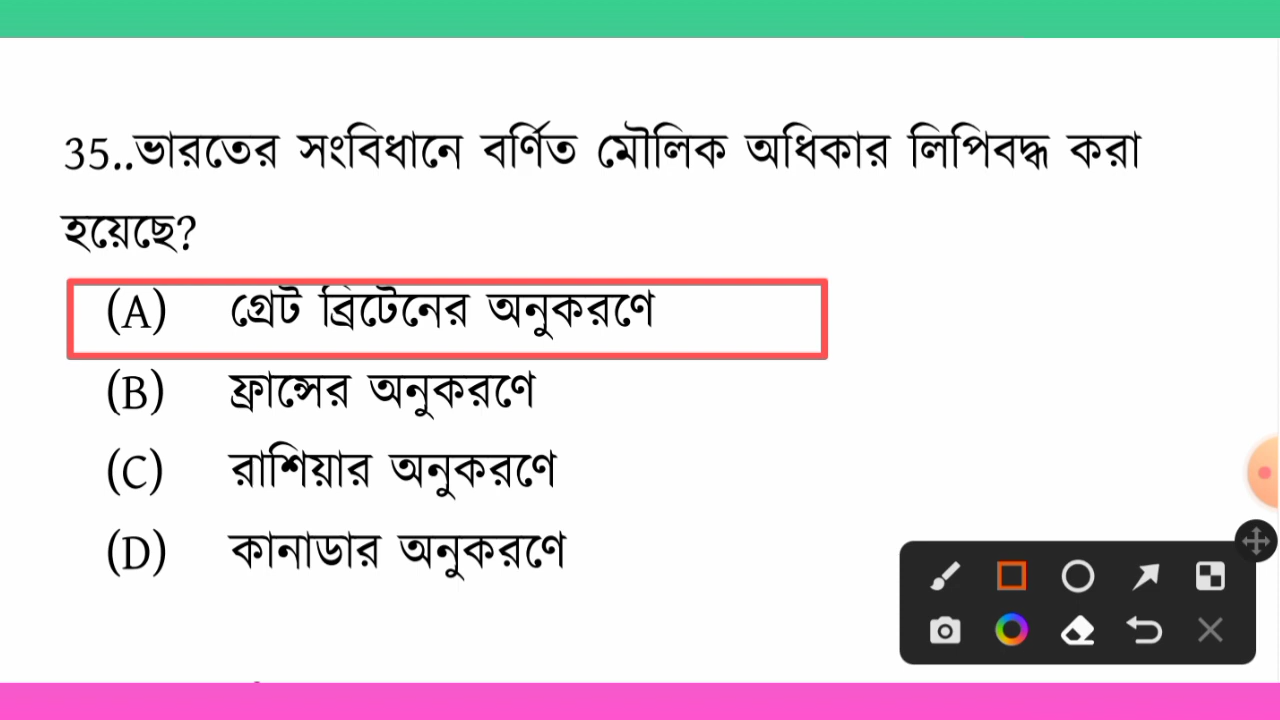 35..ভারতের সংবিধানে বর্ণিত মৌলিক অধিকার লিপিবদ্ধ করা
হয়েছে?
(A) গ্রেট ব্রিটেনের অনুকরণে
(B) ফ্রান্সের অনুকরণে
(C) রাশিয়ার অনুকরণে
(D) কানাডার অনুকরণে